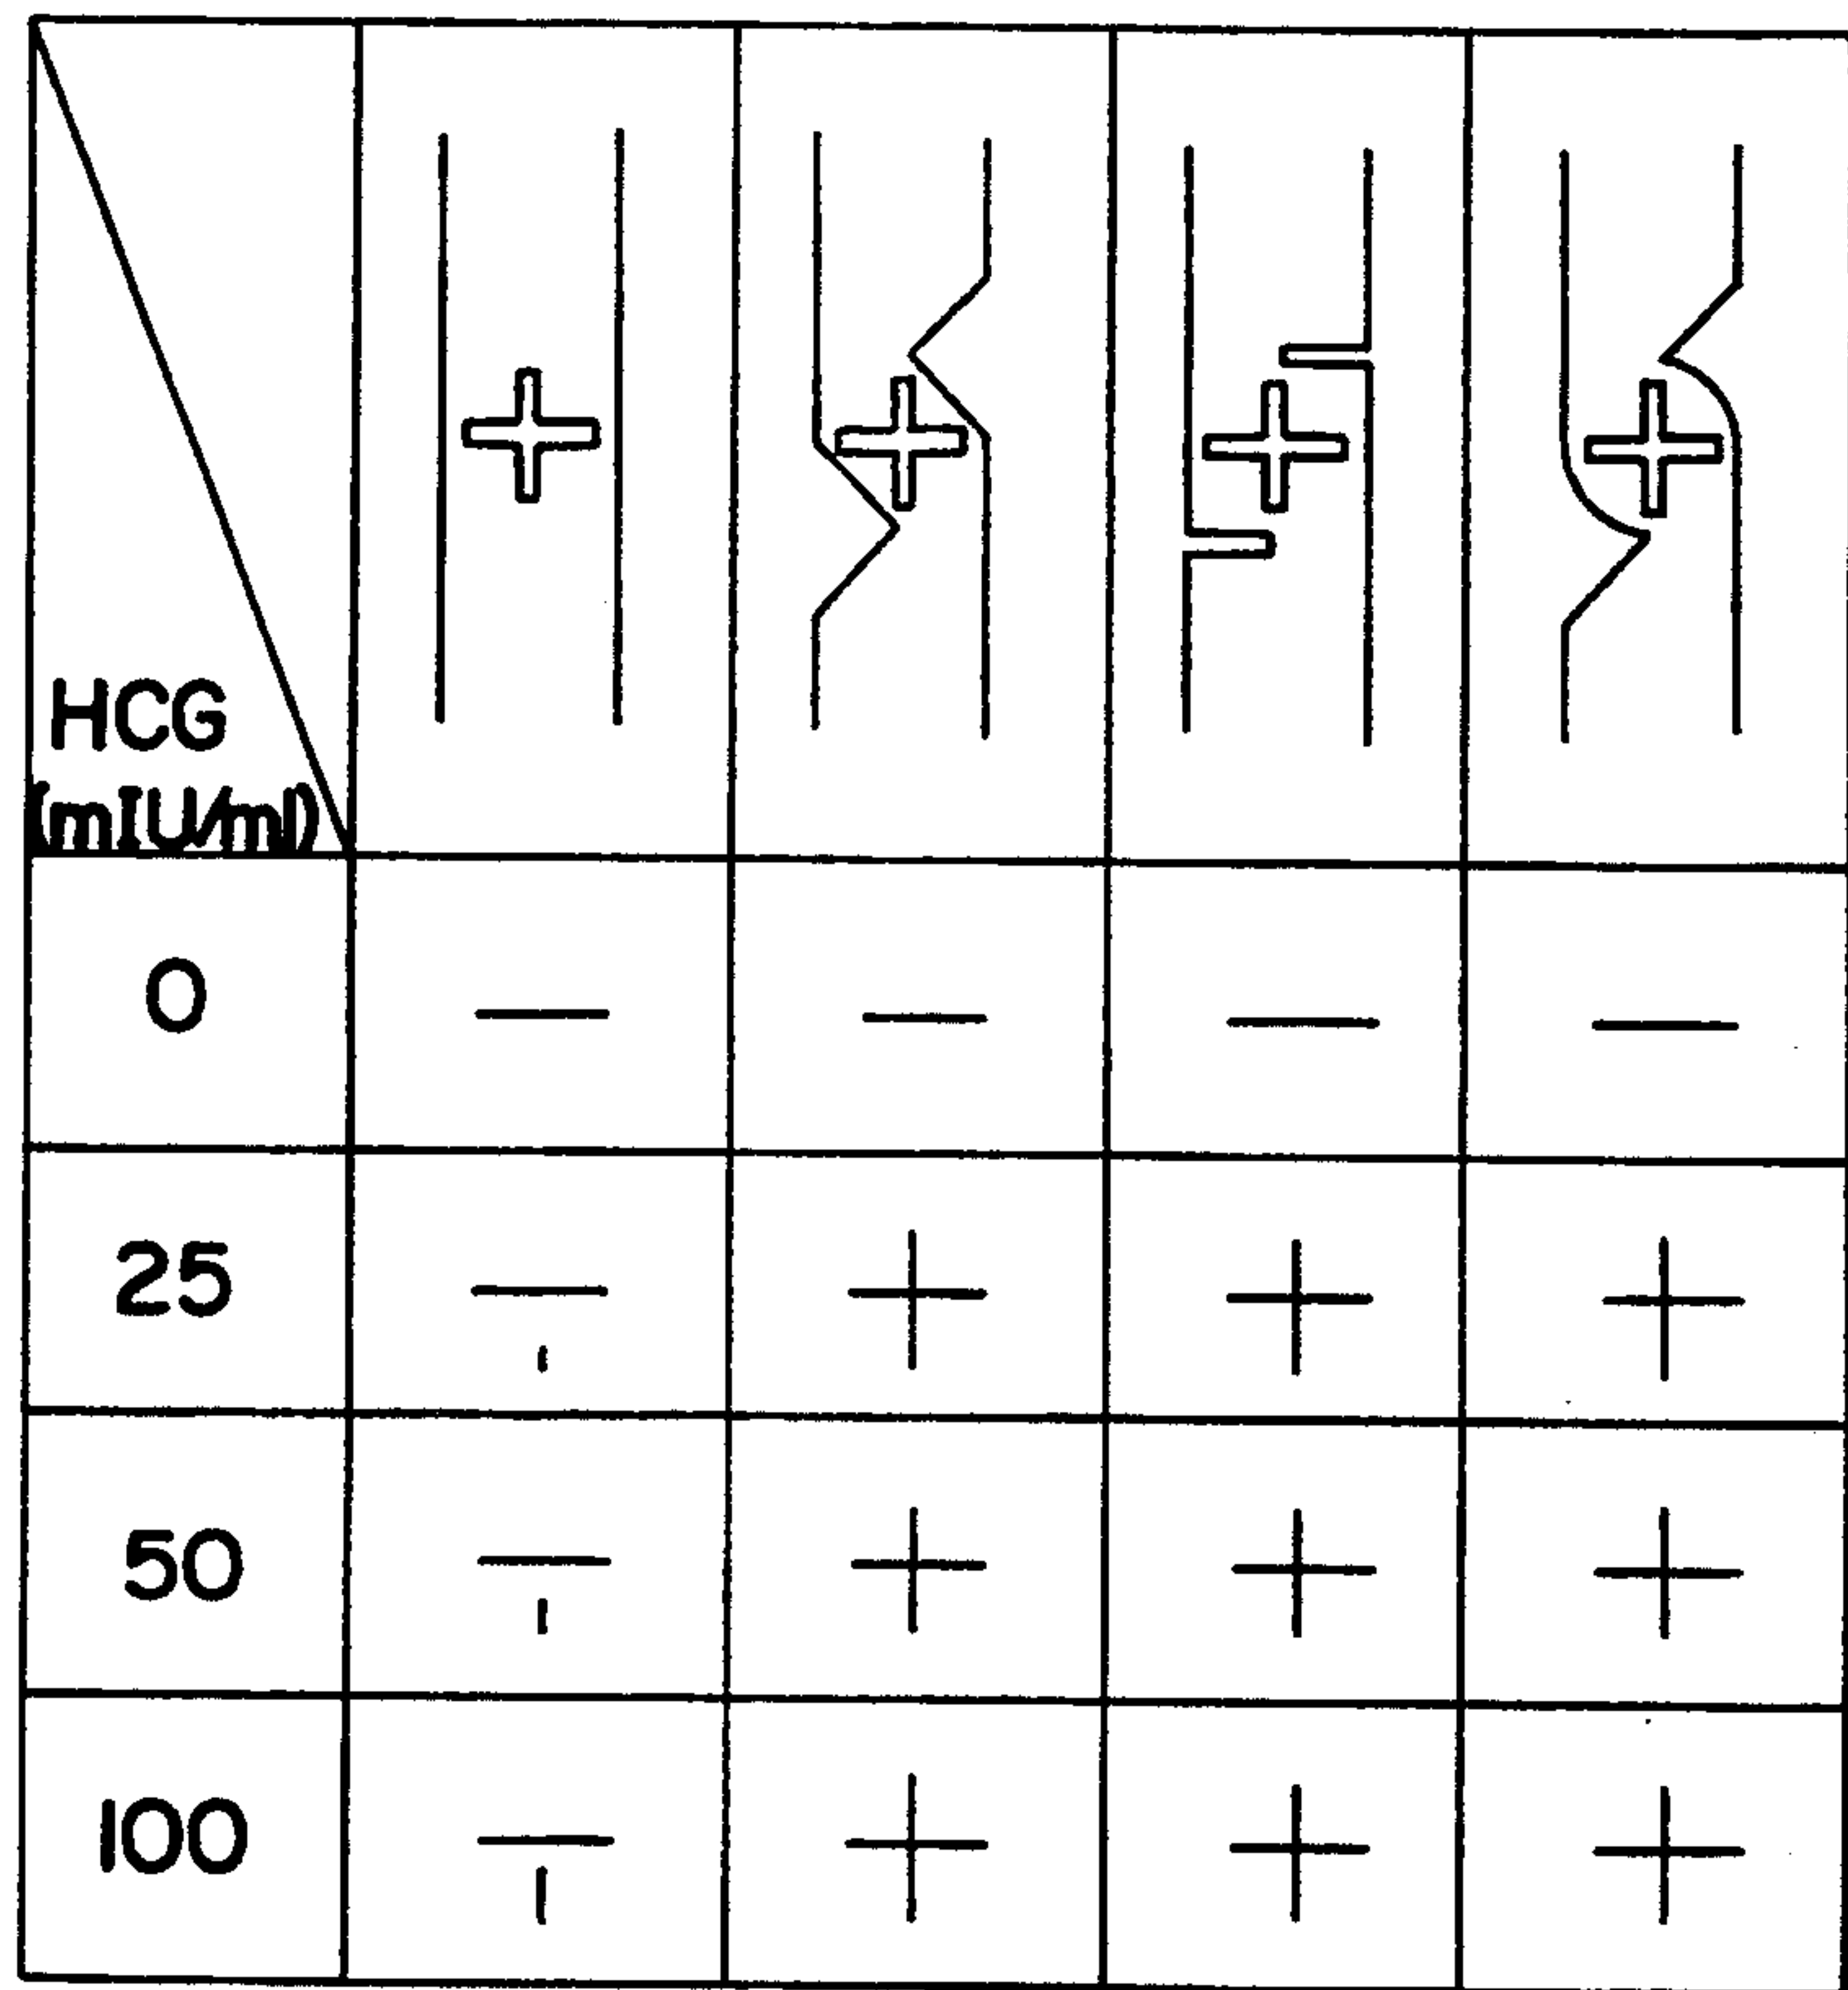 HCG
(mIU/ml)
0 — — — —
25 + + +
50 + + +
100 + + +